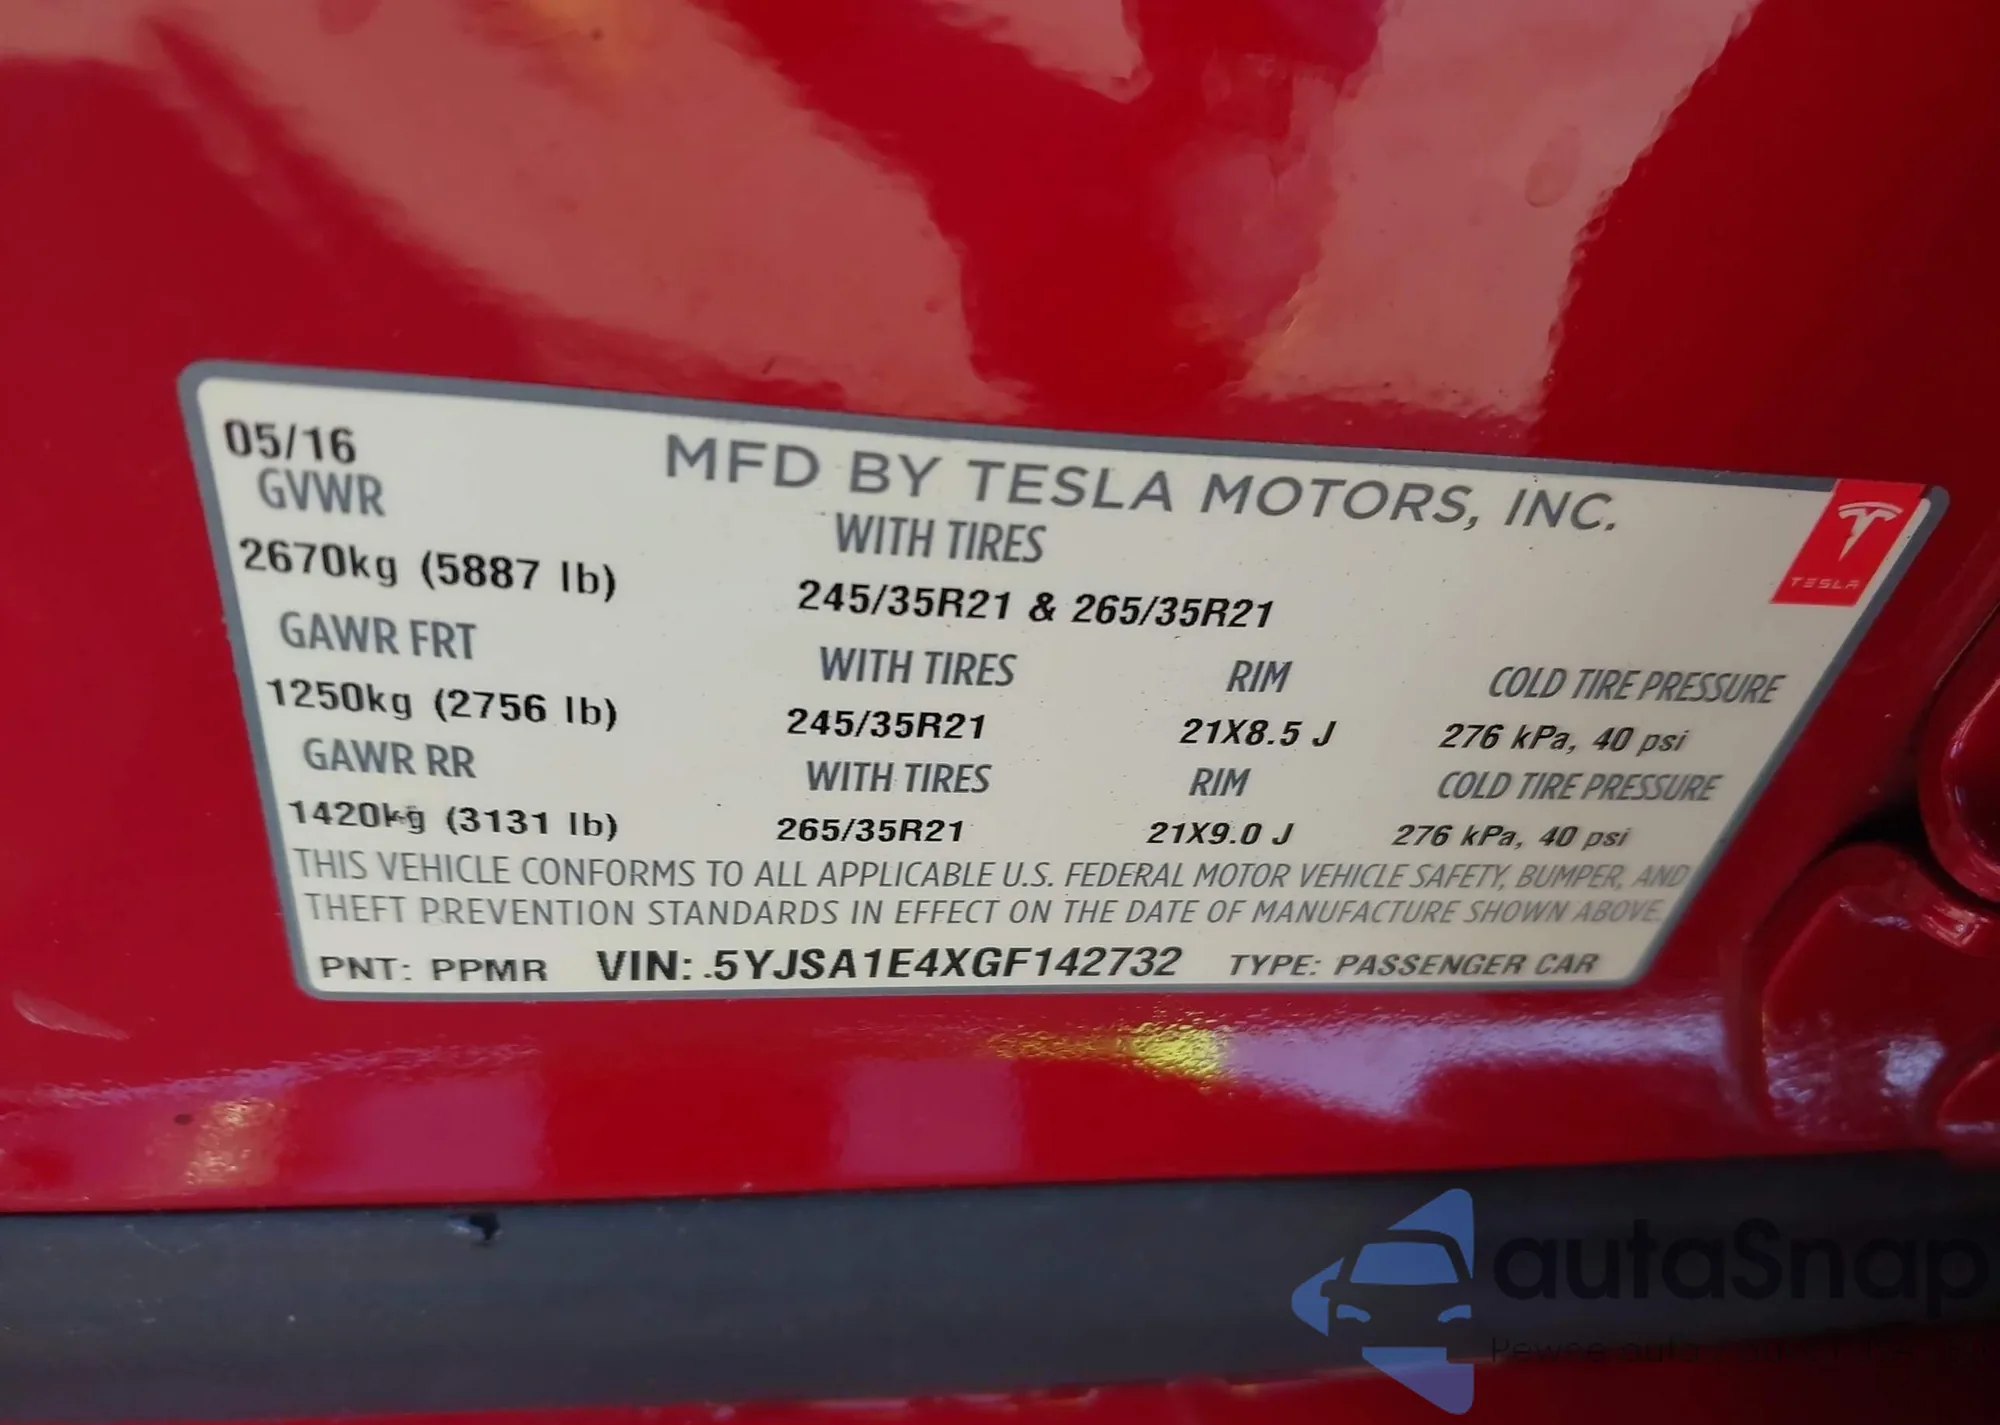 05/16 MFD BY TESLA MOTORS, INC.
GVWR WITH TIRES
TESLA
2670kg (5887 lb) 245/35R21 & 265/35R21
GAWR FRT WITH TIRES RIM COLD TIRE PRESSURE
1250kg (2756 lb) 245/35R21 21X8.5 J 276 kPa, 40 psi
GAWR RR WITH TIRES RIM COLD TIRE PRESSURE
1420kg (3131 lb) 265/35R21 21X9.0 J 276 kPa, 40 psi
THIS VEHICLE CONFORMS TO ALL APPLICABLE U.S. FEDERAL MOTOR VEHICLE SAFETY, BUMPER, AND
THEFT PREVENTION STANDARDS IN EFFECT ON THE DATE OF MANUFACTURE SHOWN ABOVE.
PNT: PPMR VIN: 5YJSA1E4XGF142732 TYPE: PASSENGER CAR
autaSnap
Pewne auta